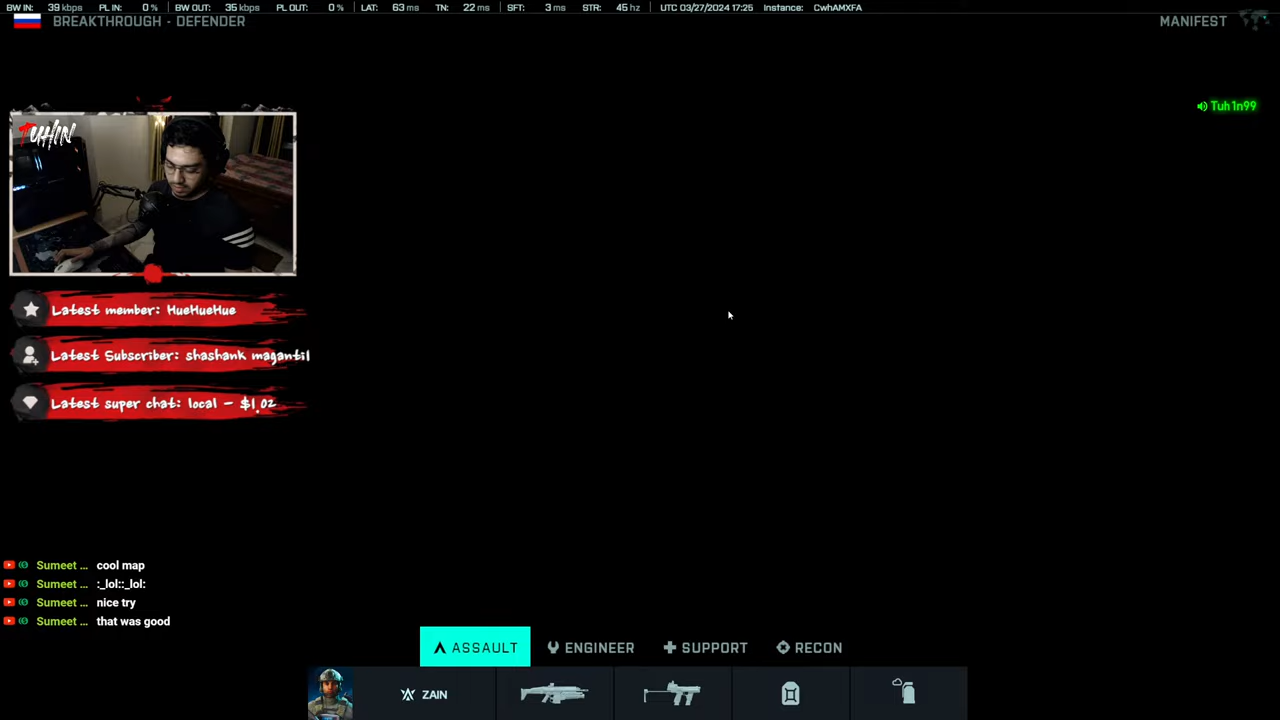 BW IN: 39 kbps PL IN: 0 % BW OUT: 35 kbps PL OUT: 0 % LAT: 63 ms TN: 22 ms SFT: 3 ms STR: 45 hz UTC 03/27/2024 17:25 Instance: CwhAMXFA
BREAKTHROUGH - DEFENDER
MANIFEST
Tuh1n99
TUHIN
Latest member: HueHueHue
Latest Subscriber: shashank magantil
Latest super chat: local - $1.02
Sumeet ... cool map
Sumeet ... :_lol::_lol:
Sumeet ... nice try
Sumeet ... that was good
ASSAULT ENGINEER SUPPORT RECON
ZAIN